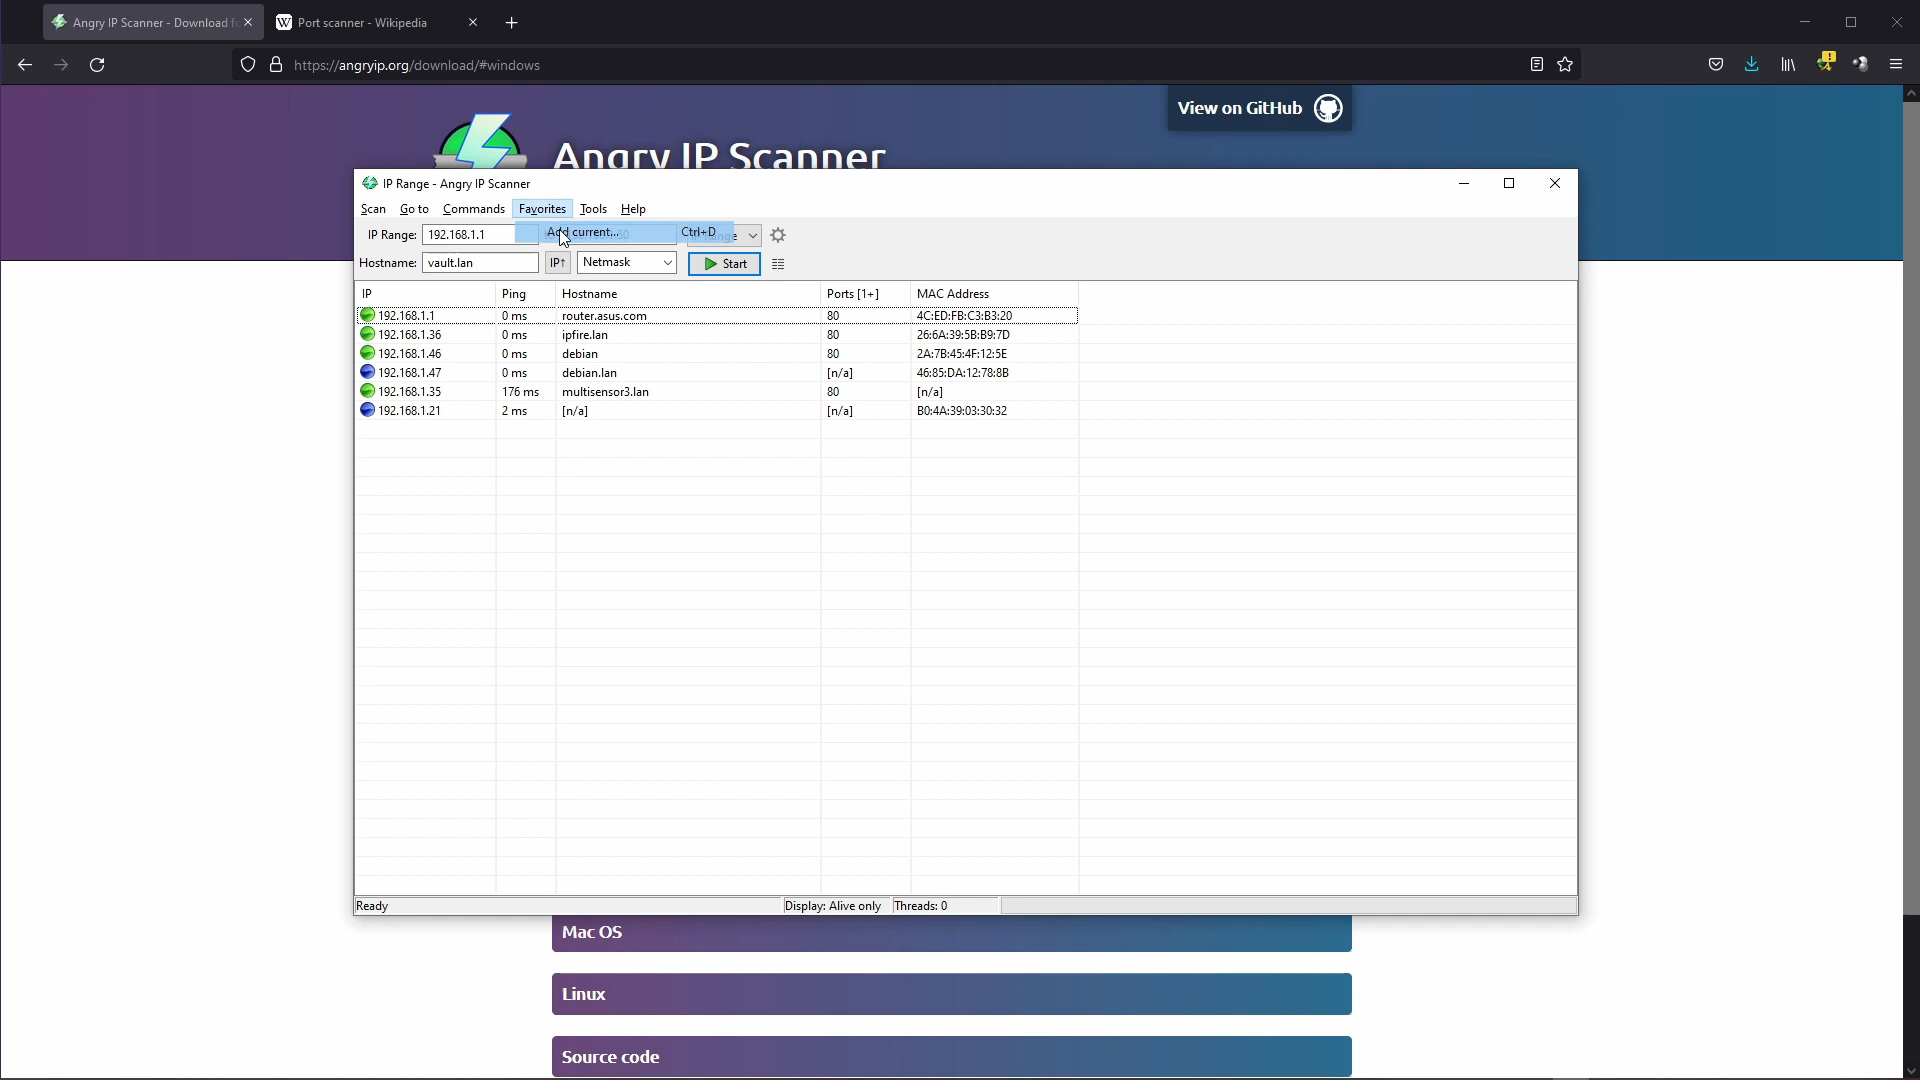 Angry IP Scanner - Download f
Port scanner - Wikipedia
https://angryip.org/download/#windows
View on GitHub
Angry IP Scanner
IP Range - Angry IP Scanner
Scan Go to Commands Favorites Tools Help
IP Range: 192.168.1.1 Add current... Ctrl+D
Hostname: vault.lan IP↑ Netmask Start
IP Ping Hostname Ports [1+] MAC Address
192.168.1.1 0 ms router.asus.com 80 4C:ED:FB:C3:B3:20
192.168.1.36 0 ms ipfire.lan 80 26:6A:39:5B:B9:7D
192.168.1.46 0 ms debian 80 2A:7B:45:4F:12:5E
192.168.1.47 0 ms debian.lan [n/a] 46:85:DA:12:78:8B
192.168.1.35 176 ms multisensor3.lan 80 [n/a]
192.168.1.21 2 ms [n/a] [n/a] B0:4A:39:03:30:32
Ready Display: Alive only Threads: 0
Mac OS
Linux
Source code